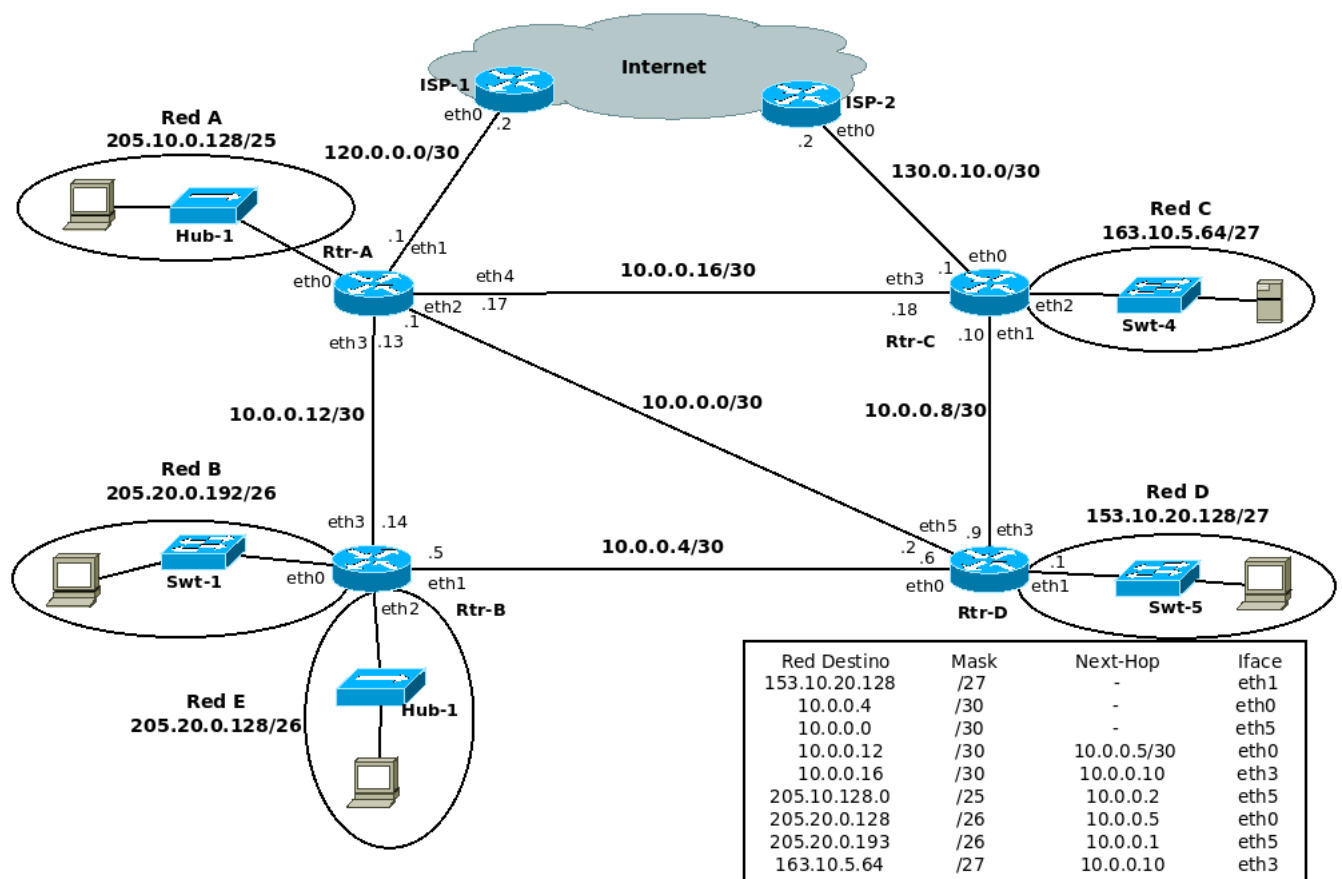 Internet
ISP-1
eth0
.2
ISP-2
eth0
.2
Red A
205.10.0.128/25
120.0.0.0/30
130.0.10.0/30
Hub-1
Red C
163.10.5.64/27
Rtr-A
eth0
.1
eth1
eth4
.17
eth2
.1
eth3
.13
10.0.0.16/30
eth3
.18
.1
eth0
eth2
Swt-4
Rtr-C
.10
eth1
10.0.0.12/30
10.0.0.0/30
10.0.0.8/30
Red B
205.20.0.192/26
Red D
153.10.20.128/27
eth3
.14
Swt-1
eth0
.5
eth1
eth2
Rtr-B
10.0.0.4/30
eth5
.2
.6
eth0
.9
eth3
.1
eth1
Rtr-D
Swt-5
Red E
205.20.0.128/26
Hub-1
Red Destino Mask Next-Hop Iface
153.10.20.128 /27 - eth1
10.0.0.4 /30 - eth0
10.0.0.0 /30 - eth5
10.0.0.12 /30 10.0.0.5/30 eth0
10.0.0.16 /30 10.0.0.10 eth3
205.10.128.0 /25 10.0.0.2 eth5
205.20.0.128 /26 10.0.0.5 eth0
205.20.0.193 /26 10.0.0.1 eth5
163.10.5.64 /27 10.0.0.10 eth3